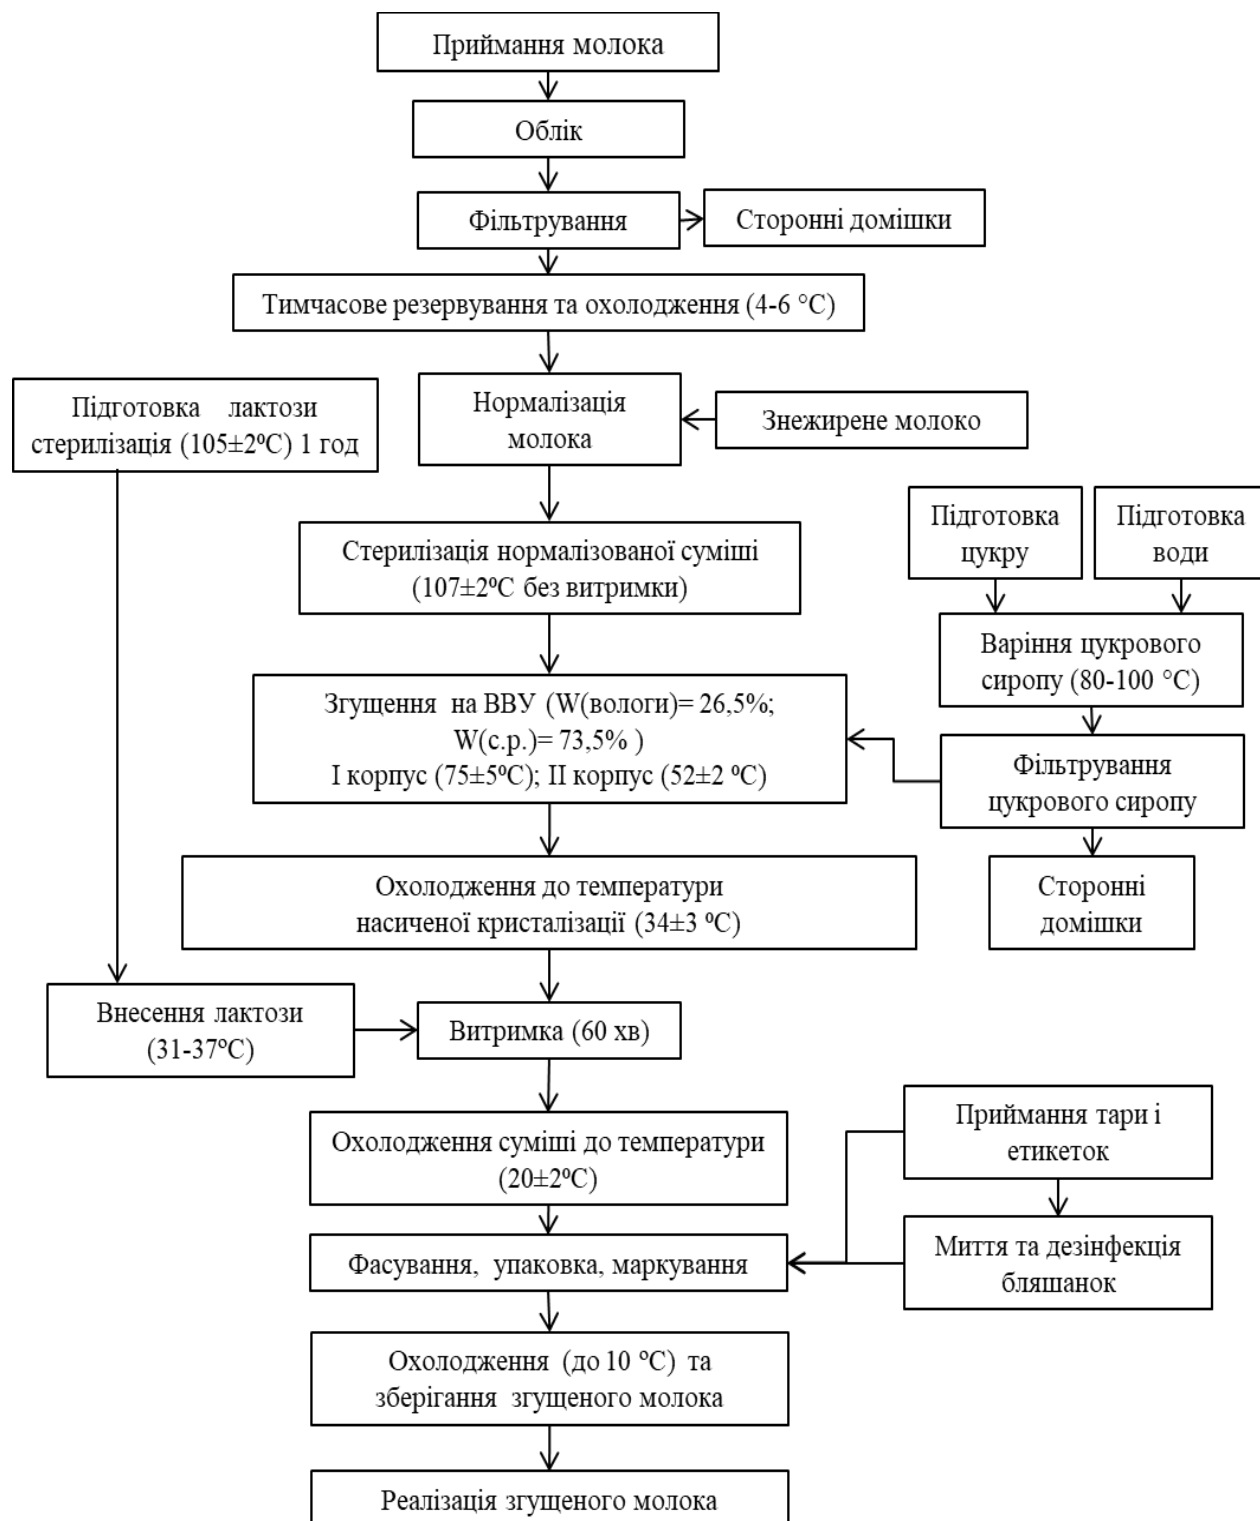 Приймання молока
Облік
Фільтрування
Сторонні домішки
Тимчасове резервування та охолодження (4-6 °С)
Підготовка лактози
стерилізація (105±2ºС) 1 год
Нормалізація
молока
Знежирене молоко
Підготовка
цукру
Підготовка
води
Стерилізація нормалізованої суміші
(107±2ºС без витримки)
Варіння цукрового
сиропу (80-100 °С)
Згущення на ВВУ (W(вологи)= 26,5%;
W(с.р.)= 73,5% )
І корпус (75±5ºС); ІІ корпус (52±2 ºС)
Фільтрування
цукрового сиропу
Сторонні
домішки
Охолодження до температури
насиченої кристалізації (34±3 ºС)
Внесення лактози
(31-37ºС)
Витримка (60 хв)
Охолодження суміші до температури
(20±2ºС)
Приймання тари і
етикеток
Фасування, упаковка, маркування
Миття та дезінфекція
бляшанок
Охолодження (до 10 ºС) та
зберігання згущеного молока
Реалізація згущеного молока